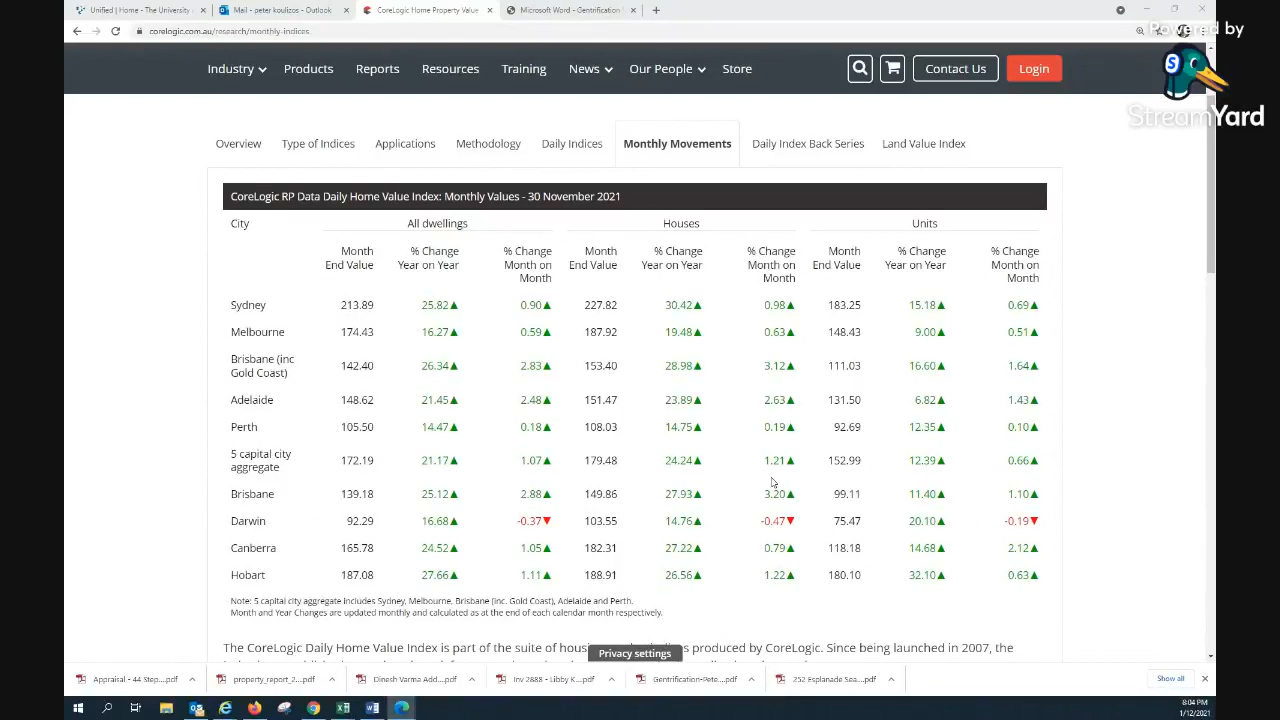 Unified | Home - The University
Mail - peter koulizos - Outlook
CoreLogic Home Property Value
Microsoft Word - Gentrification
corelogic.com.au/research/monthly-indices
Powered by
StreamYard
Industry Products Reports Resources Training News Our People Store Contact Us Login
Overview Type of Indices Applications Methodology Daily Indices Monthly Movements Daily Index Back Series Land Value Index
CoreLogic RP Data Daily Home Value Index: Monthly Values - 30 November 2021
City All dwellings Houses Units
Month End Value % Change Year on Year % Change Month on Month Month End Value % Change Year on Year % Change Month on Month Month End Value % Change Year on Year % Change Month on Month
Sydney 213.89 25.82▲ 0.90▲ 227.82 30.42▲ 0.98▲ 183.25 15.18▲ 0.69▲
Melbourne 174.43 16.27▲ 0.59▲ 187.92 19.48▲ 0.63▲ 148.43 9.00▲ 0.51▲
Brisbane (inc Gold Coast) 142.40 26.34▲ 2.83▲ 153.40 28.98▲ 3.12▲ 111.03 16.60▲ 1.64▲
Adelaide 148.62 21.45▲ 2.48▲ 151.47 23.89▲ 2.63▲ 131.50 6.82▲ 1.43▲
Perth 105.50 14.47▲ 0.18▲ 108.03 14.75▲ 0.19▲ 92.69 12.35▲ 0.10▲
5 capital city aggregate 172.19 21.17▲ 1.07▲ 179.48 24.24▲ 1.21▲ 152.99 12.39▲ 0.66▲
Brisbane 139.18 25.12▲ 2.88▲ 149.86 27.93▲ 3.20▲ 99.11 11.40▲ 1.10▲
Darwin 92.29 16.68▲ -0.37▼ 103.55 14.76▲ -0.47▼ 75.47 20.10▲ -0.19▼
Canberra 165.78 24.52▲ 1.05▲ 182.31 27.22▲ 0.79▲ 118.18 14.68▲ 2.12▲
Hobart 187.08 27.66▲ 1.11▲ 188.91 26.56▲ 1.22▲ 180.10 32.10▲ 0.63▲
Note: 5 capital city aggregate includes Sydney, Melbourne, Brisbane (inc. Gold Coast), Adelaide and Perth.
Month and Year Changes are updated monthly and calculated as at the end of each calendar month respectively.
The CoreLogic Daily Home Value Index is part of the suite of produced by CoreLogic. Since being launched in 2007, the
Privacy settings
Appraisal - 44 Step....pdf
property_report_2....pdf
Dinesh Varma Add....pdf
Inv 2888 - Libby K....pdf
Gentrification-Pete....pdf
252 Esplanade Sea....pdf
Show all
6:04 PM
1/12/2021